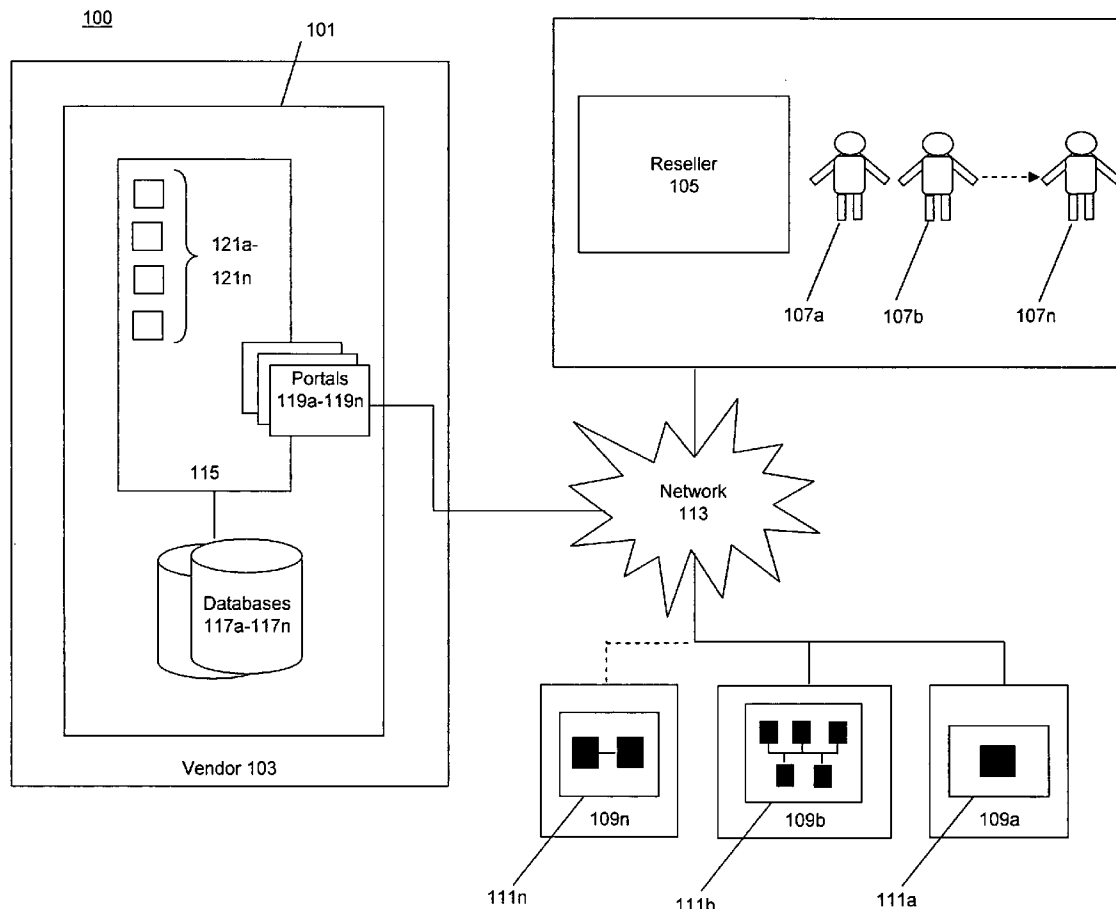 100
101
121a-
121n
Portals
119a-119n
115
Databases
117a-117n
Vendor 103
Reseller
105
107a
107b
107n
Network
113
109n
109b
109a
111n
111b
111a